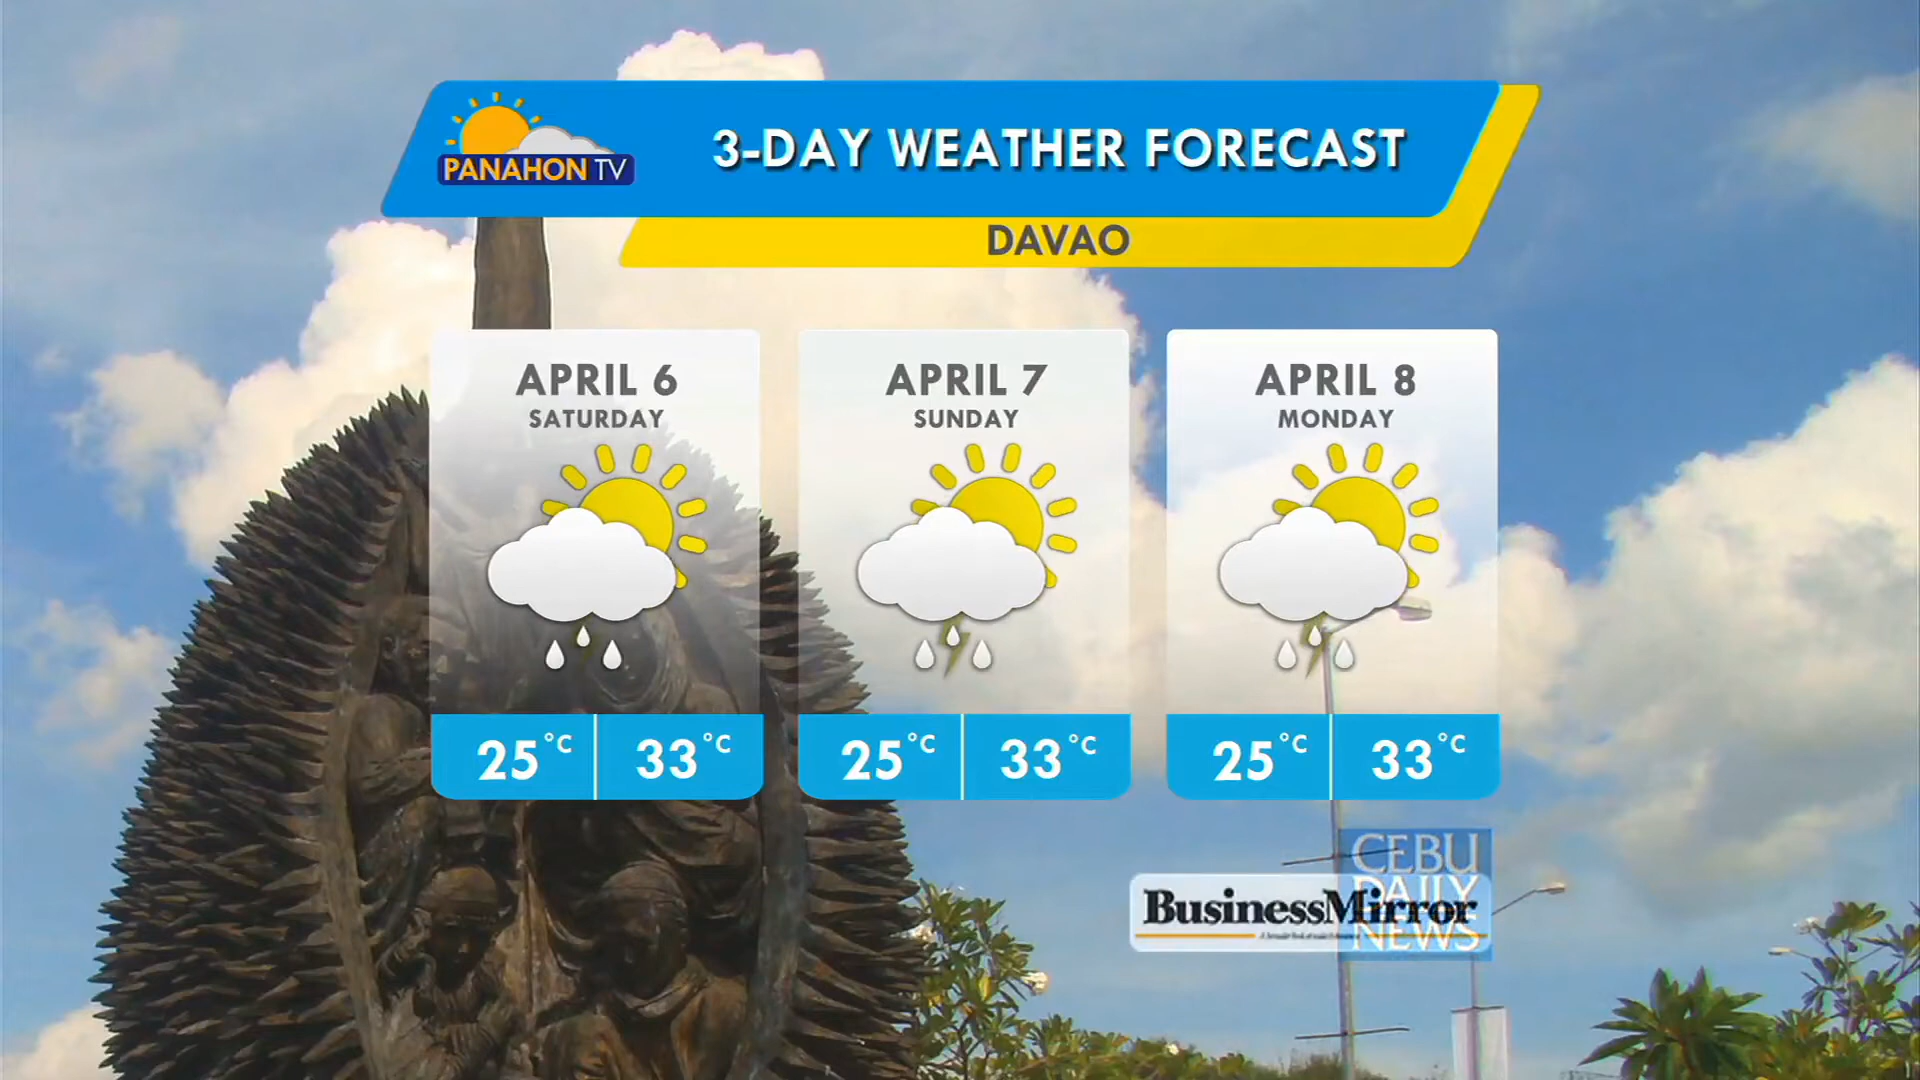 PANAHON TV
3-DAY WEATHER FORECAST
DAVAO
APRIL 6
SATURDAY
25°C
33°C
APRIL 7
SUNDAY
25°C
33°C
APRIL 8
MONDAY
25°C
33°C
BusinessMirror
CEBU
DAILY
NEWS